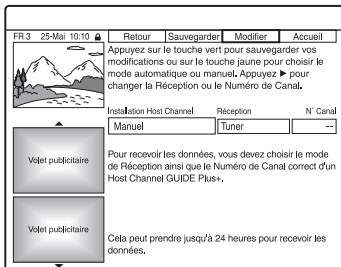 FR 3 25-Mai 10:10
Retour Sauvegarder Modifier Accueil
Appuyez sur le touche vert pour sauvegarder vos
modifications ou sur le touche jaune pour choisir le
mode automatique ou manuel. Appuyez ► pour
changer la Réception ou le Numéro de Canal.
Installation Host Channel Réception N° Canal
Manuel Tuner --
Volet publicitaire
Pour recevoir les données, vous devez choisir le mode
de Réception ainsi que le Numéro de Canal correct d'un
Host Channel GUIDE Plus+.
Volet publicitaire
Cela peut prendre jusqu'à 24 heures pour recevoir les
données.